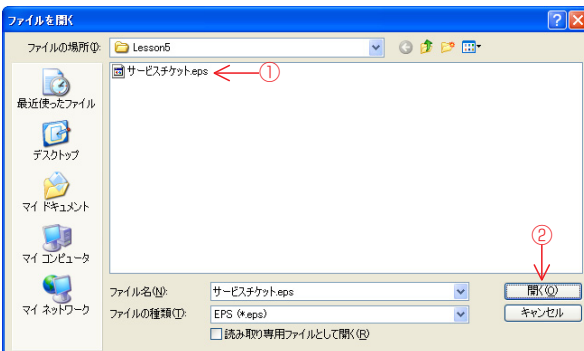 ファイルを開く
ファイルの場所(I):
Lesson5
サービスチケット.eps
①
最近使ったファイル
デスクトップ
マイ ドキュメント
マイ コンピュータ
マイ ネットワーク
②
ファイル名(N):
サービスチケット.eps
開く(O)
ファイルの種類(T):
EPS (*.eps)
キャンセル
読み取り専用ファイルとして開く(R)